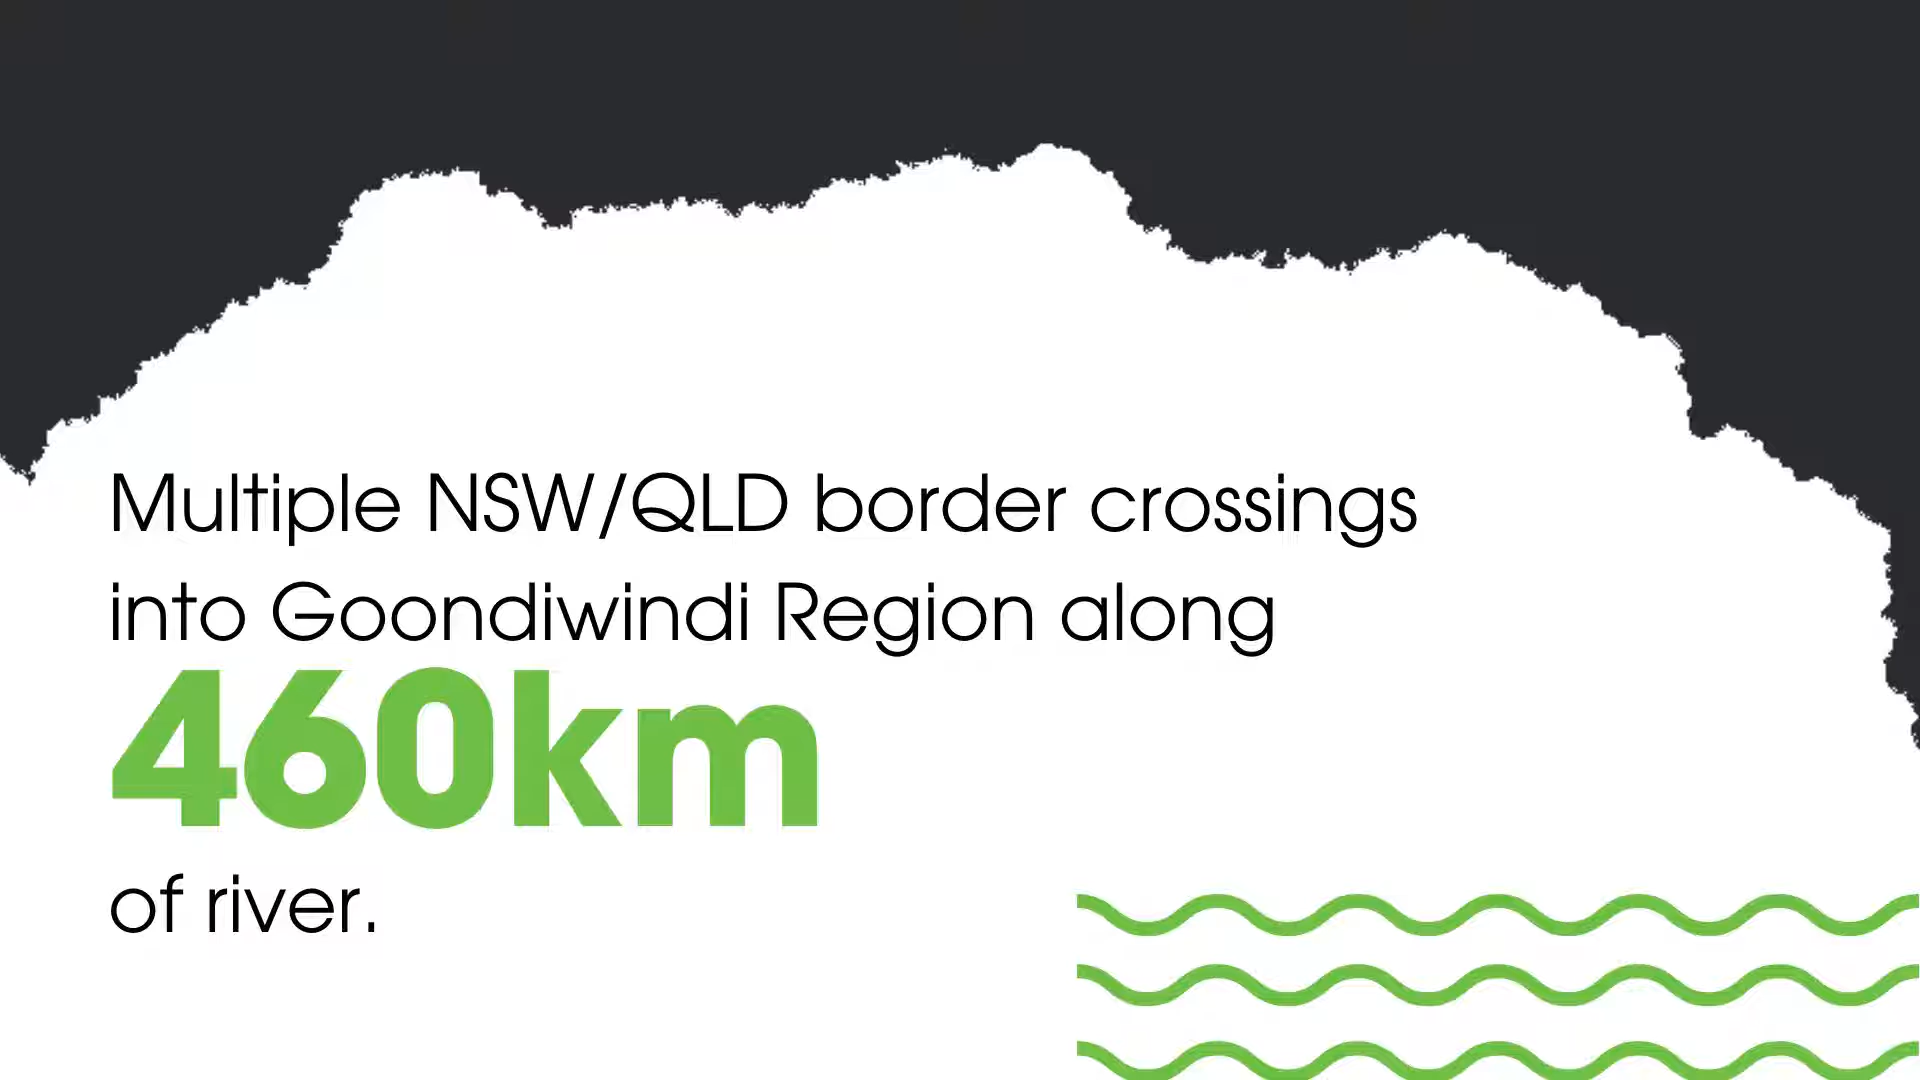 Multiple NSW/QLD border crossings
into Goondiwindi Region along
460km
of river.